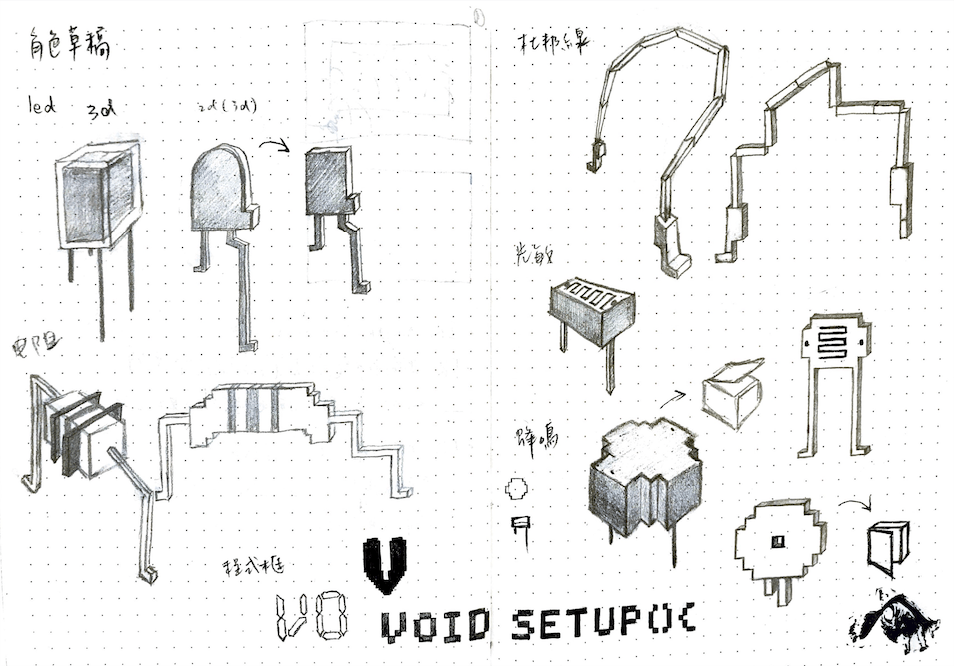 角色草稿
led 3d 2d(3d)
电阻
程式框
V0
V
VOID SETUP(){
杜邦線
光敏
蜂鳴